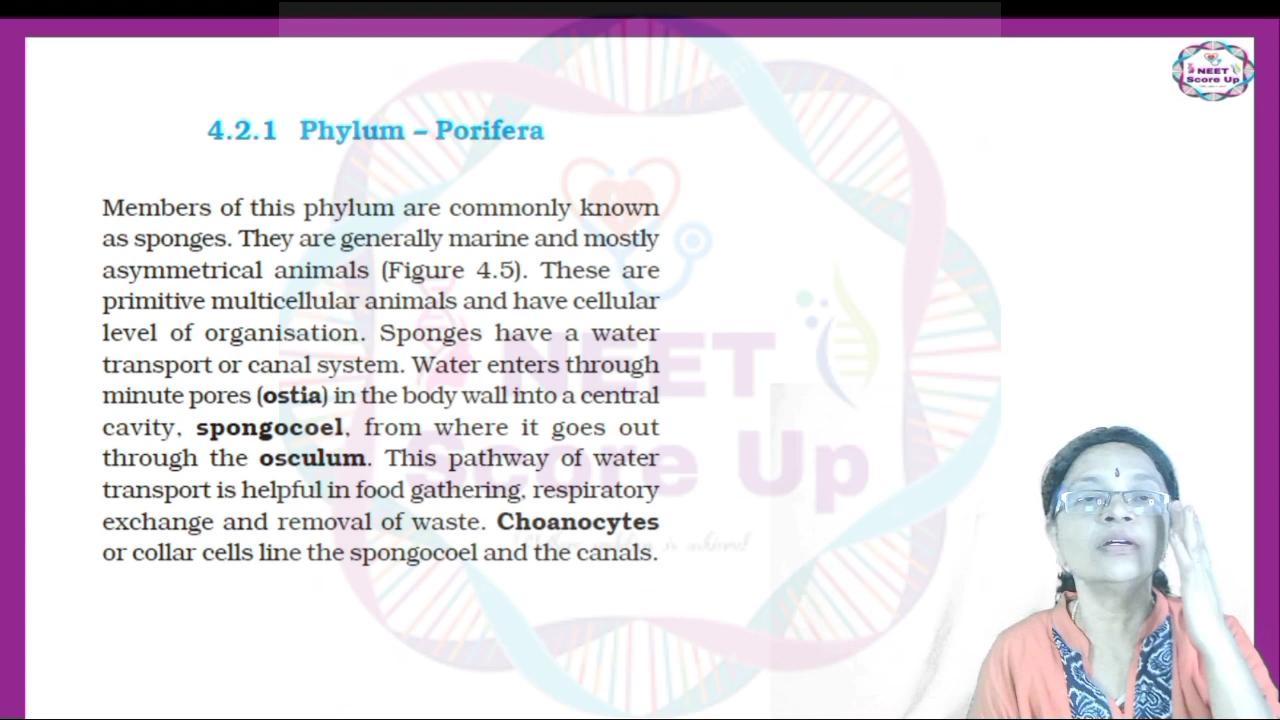 NEET
Score Up
4.2.1 Phylum – Porifera
Members of this phylum are commonly known
as sponges. They are generally marine and mostly
asymmetrical animals (Figure 4.5). These are
primitive multicellular animals and have cellular
level of organisation. Sponges have a water
transport or canal system. Water enters through
minute pores (ostia) in the body wall into a central
cavity, spongocoel, from where it goes out
through the osculum. This pathway of water
transport is helpful in food gathering, respiratory
exchange and removal of waste. Choanocytes
or collar cells line the spongocoel and the canals.
NEET
Score Up